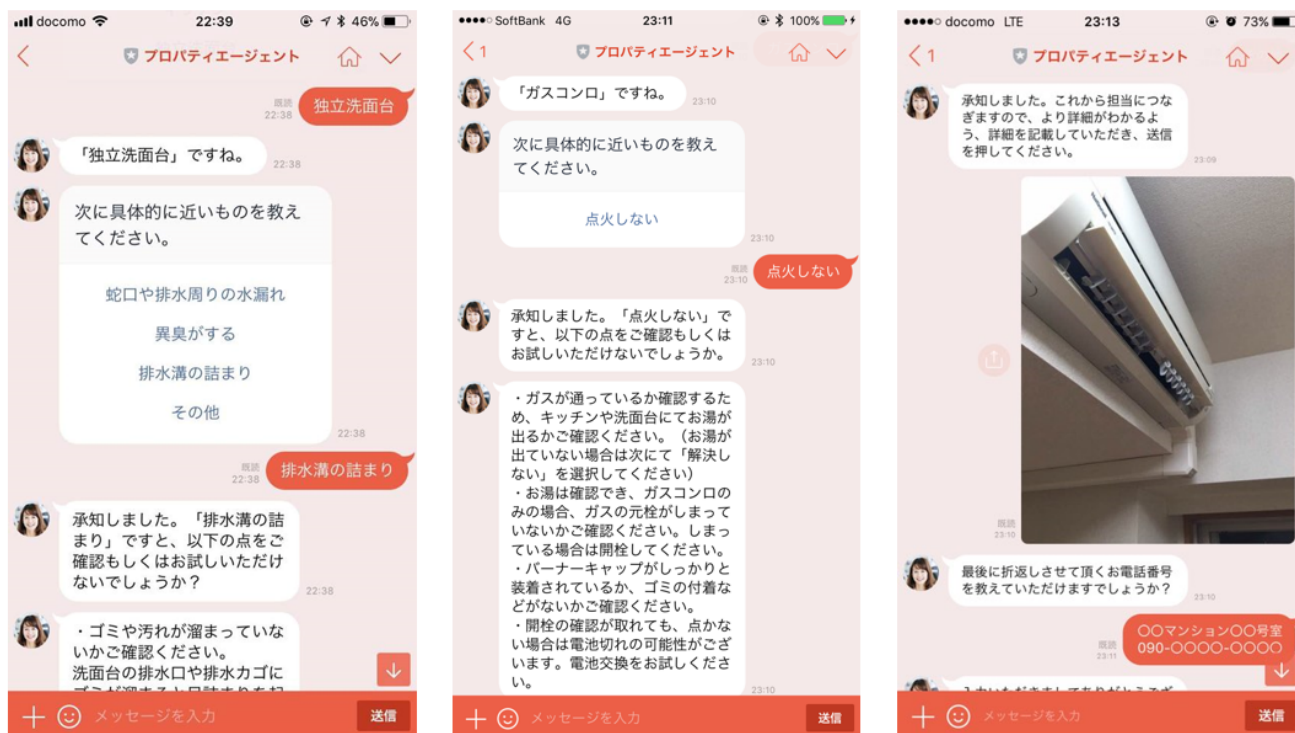 docomo 22:39 46%
プロパティエージェント
独立洗面台
既読
22:38
「独立洗面台」ですね。
22:38
次に具体的に近いものを教え
てください。
蛇口や排水周りの水漏れ
異臭がする
排水溝の詰まり
その他
22:38
排水溝の詰まり
既読
22:38
承知しました。「排水溝の詰
まり」ですと、以下の点をご
確認もしくはお試しいただけ
ないでしょうか?
22:38
・ゴミや汚れが溜まっていな
いかご確認ください。
洗面台の排水口や排水カゴに
メッセージを入力
送信
SoftBank 4G 23:11 100%
1 プロパティエージェント
「ガスコンロ」ですね。
23:10
次に具体的に近いものを教え
てください。
点火しない
23:10
点火しない
既読
23:10
承知しました。「点火しない」で
すと、以下の点をご確認もしくは
お試しいただけないでしょうか。
23:10
・ガスが通っているか確認するた
め、キッチンや洗面台にてお湯が
出るかご確認ください。(お湯が
出ていない場合は次にて「解決し
ない」を選択してください)
・お湯は確認でき、ガスコンロの
みの場合、ガスの元栓がしまって
いないかご確認ください。しまっ
ている場合は開栓してください。
・バーナーキャップがしっかりと
装着されているか、ゴミの付着な
どがないかご確認ください。
・開栓の確認が取れても、点かな
い場合は電池切れの可能性がござ
います。電池交換をお試しくださ
い。
23:10
メッセージを入力
送信
docomo LTE 23:13 73%
1 プロパティエージェント
承知しました。これから担当につな
ぎますので、より詳細がわかるよ
う、詳細を記載していただき、送信
を押してください。
23:09
既読
23:10
最後に折返しさせて頂くお電話番号
を教えていただけますでしょうか?
23:10
〇〇マンション〇〇号室
090-〇〇〇〇-〇〇〇〇
既読
23:11
メッセージを入力
送信